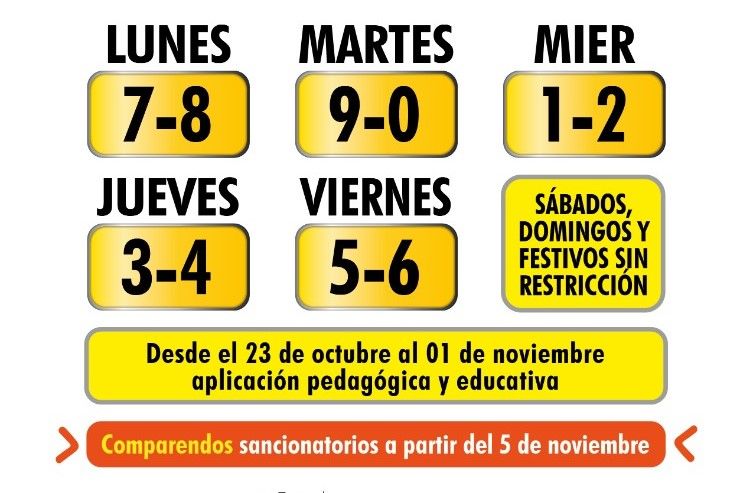 LUNES MARTES MIER
7-8 9-0 1-2
JUEVES VIERNES
3-4 5-6
SÁBADOS,
DOMINGOS Y
FESTIVOS SIN
RESTRICCIÓN
Desde el 23 de octubre al 01 de noviembre
aplicación pedagógica y educativa
Comparendos sancionatorios a partir del 5 de noviembre